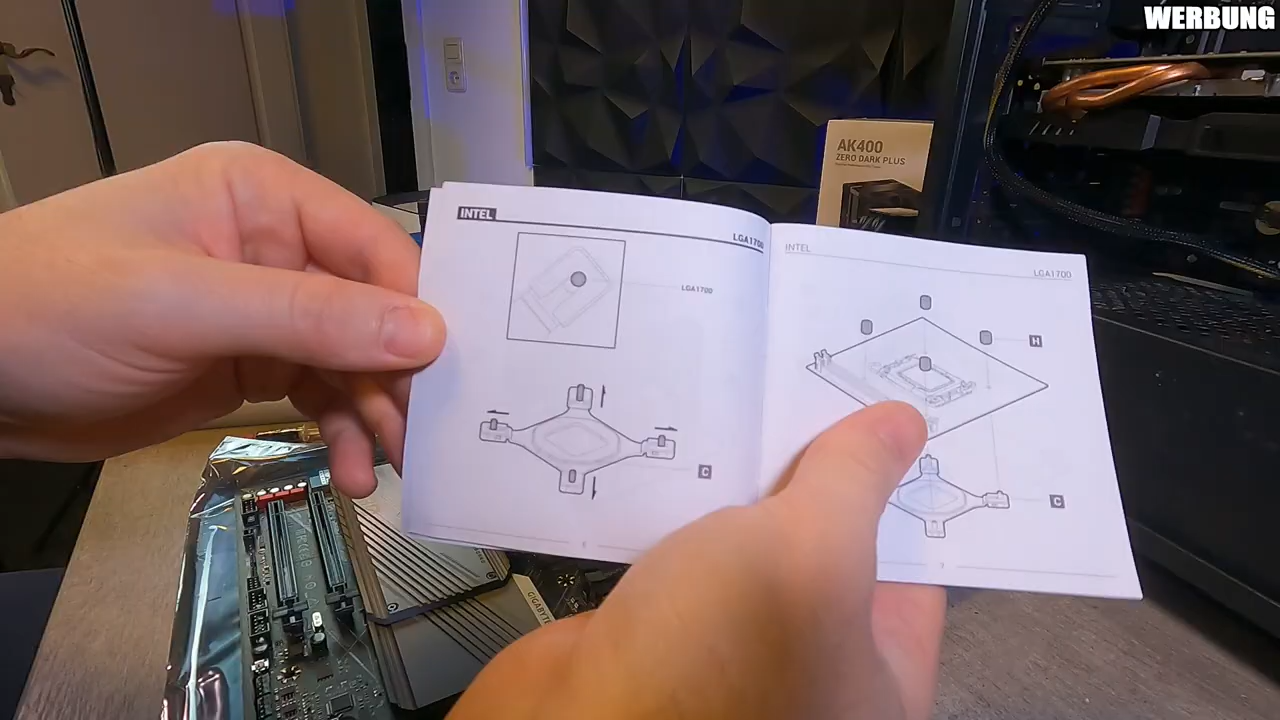 WERBUNG
AK400
ZERO DARK PLUS
INTEL
LGA1700
LGA1700
C
INTEL
LGA1700
H
C
GIGABYTE